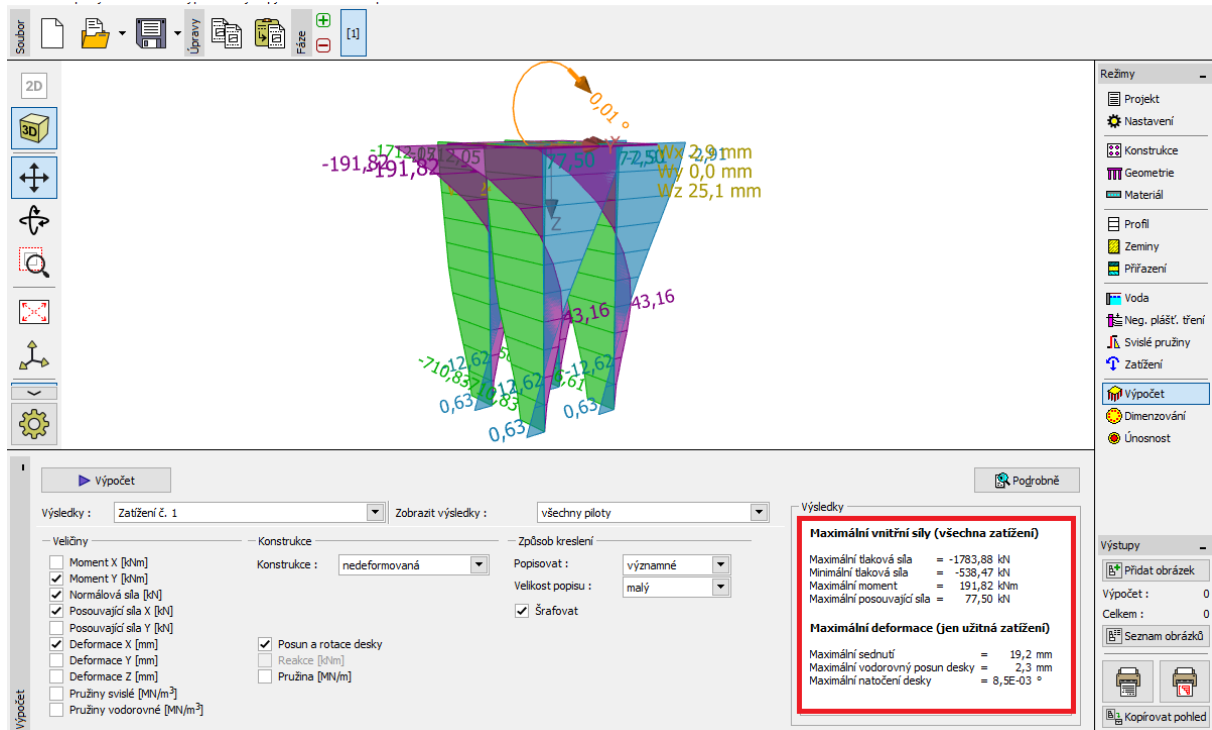 Soubor
Úpravy
Fáze
[1]
2D
3D
0,01 °
Y
-191,82
-191,82
77,50
-2,91
Wx 2,9 mm
Wy 0,0 mm
Wz 25,1 mm
Z
43,16
43,16
-710,83
-12,62
-12,62
0,63
0,63
0,63
Režimy
Projekt
Nastavení
Konstrukce
Geometrie
Materiál
Profil
Zeminy
Přiřazení
Voda
Neg. plášť. tření
Svislé pružiny
Zatížení
Výpočet
Dimenzování
Únosnost
Výpočet
Výpočet
Podrobně
Výsledky : Zatížení č. 1
Zobrazit výsledky : všechny piloty
Veličiny
Moment X [kNm]
Moment Y [kNm]
Normálová síla [kN]
Posouvající síla X [kN]
Posouvající síla Y [kN]
Deformace X [mm]
Deformace Y [mm]
Deformace Z [mm]
Pružiny svislé [MN/m³]
Pružiny vodorovné [MN/m³]
Konstrukce
Konstrukce : nedeformovaná
Posun a rotace desky
Reakce [kNm]
Pružina [MN/m]
Způsob kreslení
Popisovat : významné
Velikost popisu : malý
Šrafovat
Výsledky
Maximální vnitřní síly (všechna zatížení)
Maximální tlaková síla = -1783,88 kN
Minimální tlaková síla = -538,47 kN
Maximální moment = 191,82 kNm
Maximální posouvající síla = 77,50 kN
Maximální deformace (jen užitná zatížení)
Maximální sednutí = 19,2 mm
Maximální vodorovný posun desky = 2,3 mm
Maximální natočení desky = 8,5E-03 °
Výstupy
Přidat obrázek
Výpočet : 0
Celkem : 0
Seznam obrázků
Kopírovat pohled